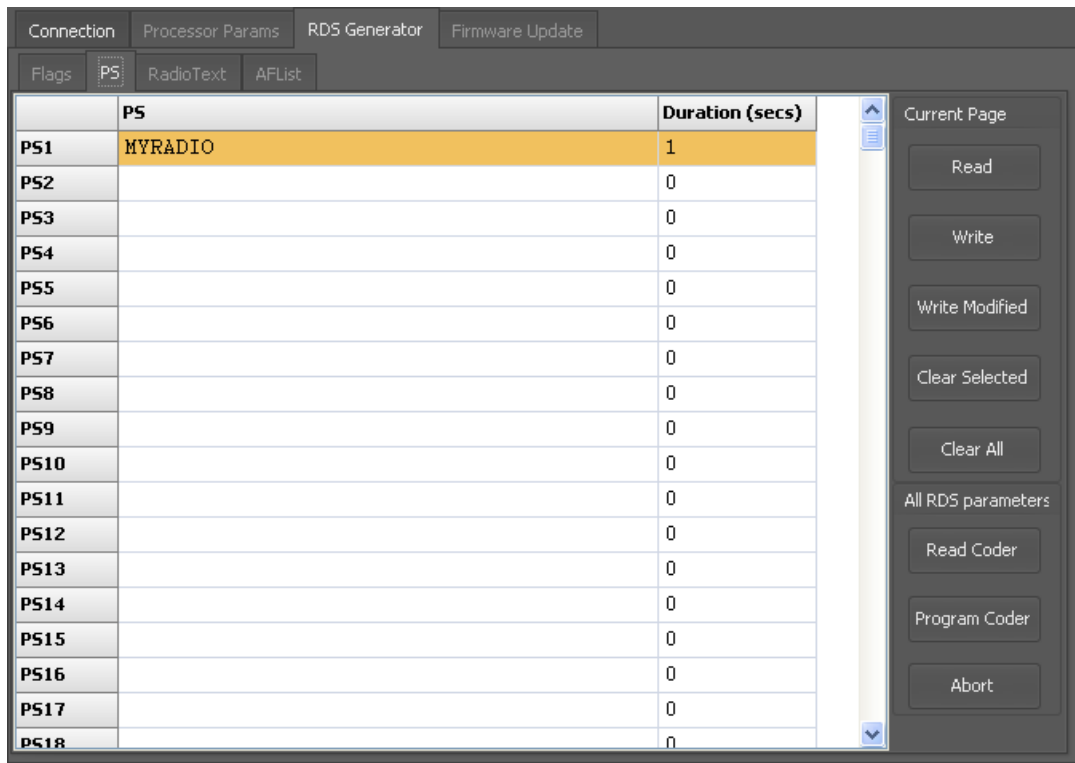 Connection Processor Params RDS Generator Firmware Update
Flags PS RadioText AFList
PS Duration (secs)
PS1 MYRADIO 1
PS2 0
PS3 0
PS4 0
PS5 0
PS6 0
PS7 0
PS8 0
PS9 0
PS10 0
PS11 0
PS12 0
PS13 0
PS14 0
PS15 0
PS16 0
PS17 0
PS18 0
Current Page
Read
Write
Write Modified
Clear Selected
Clear All
All RDS parameters
Read Coder
Program Coder
Abort